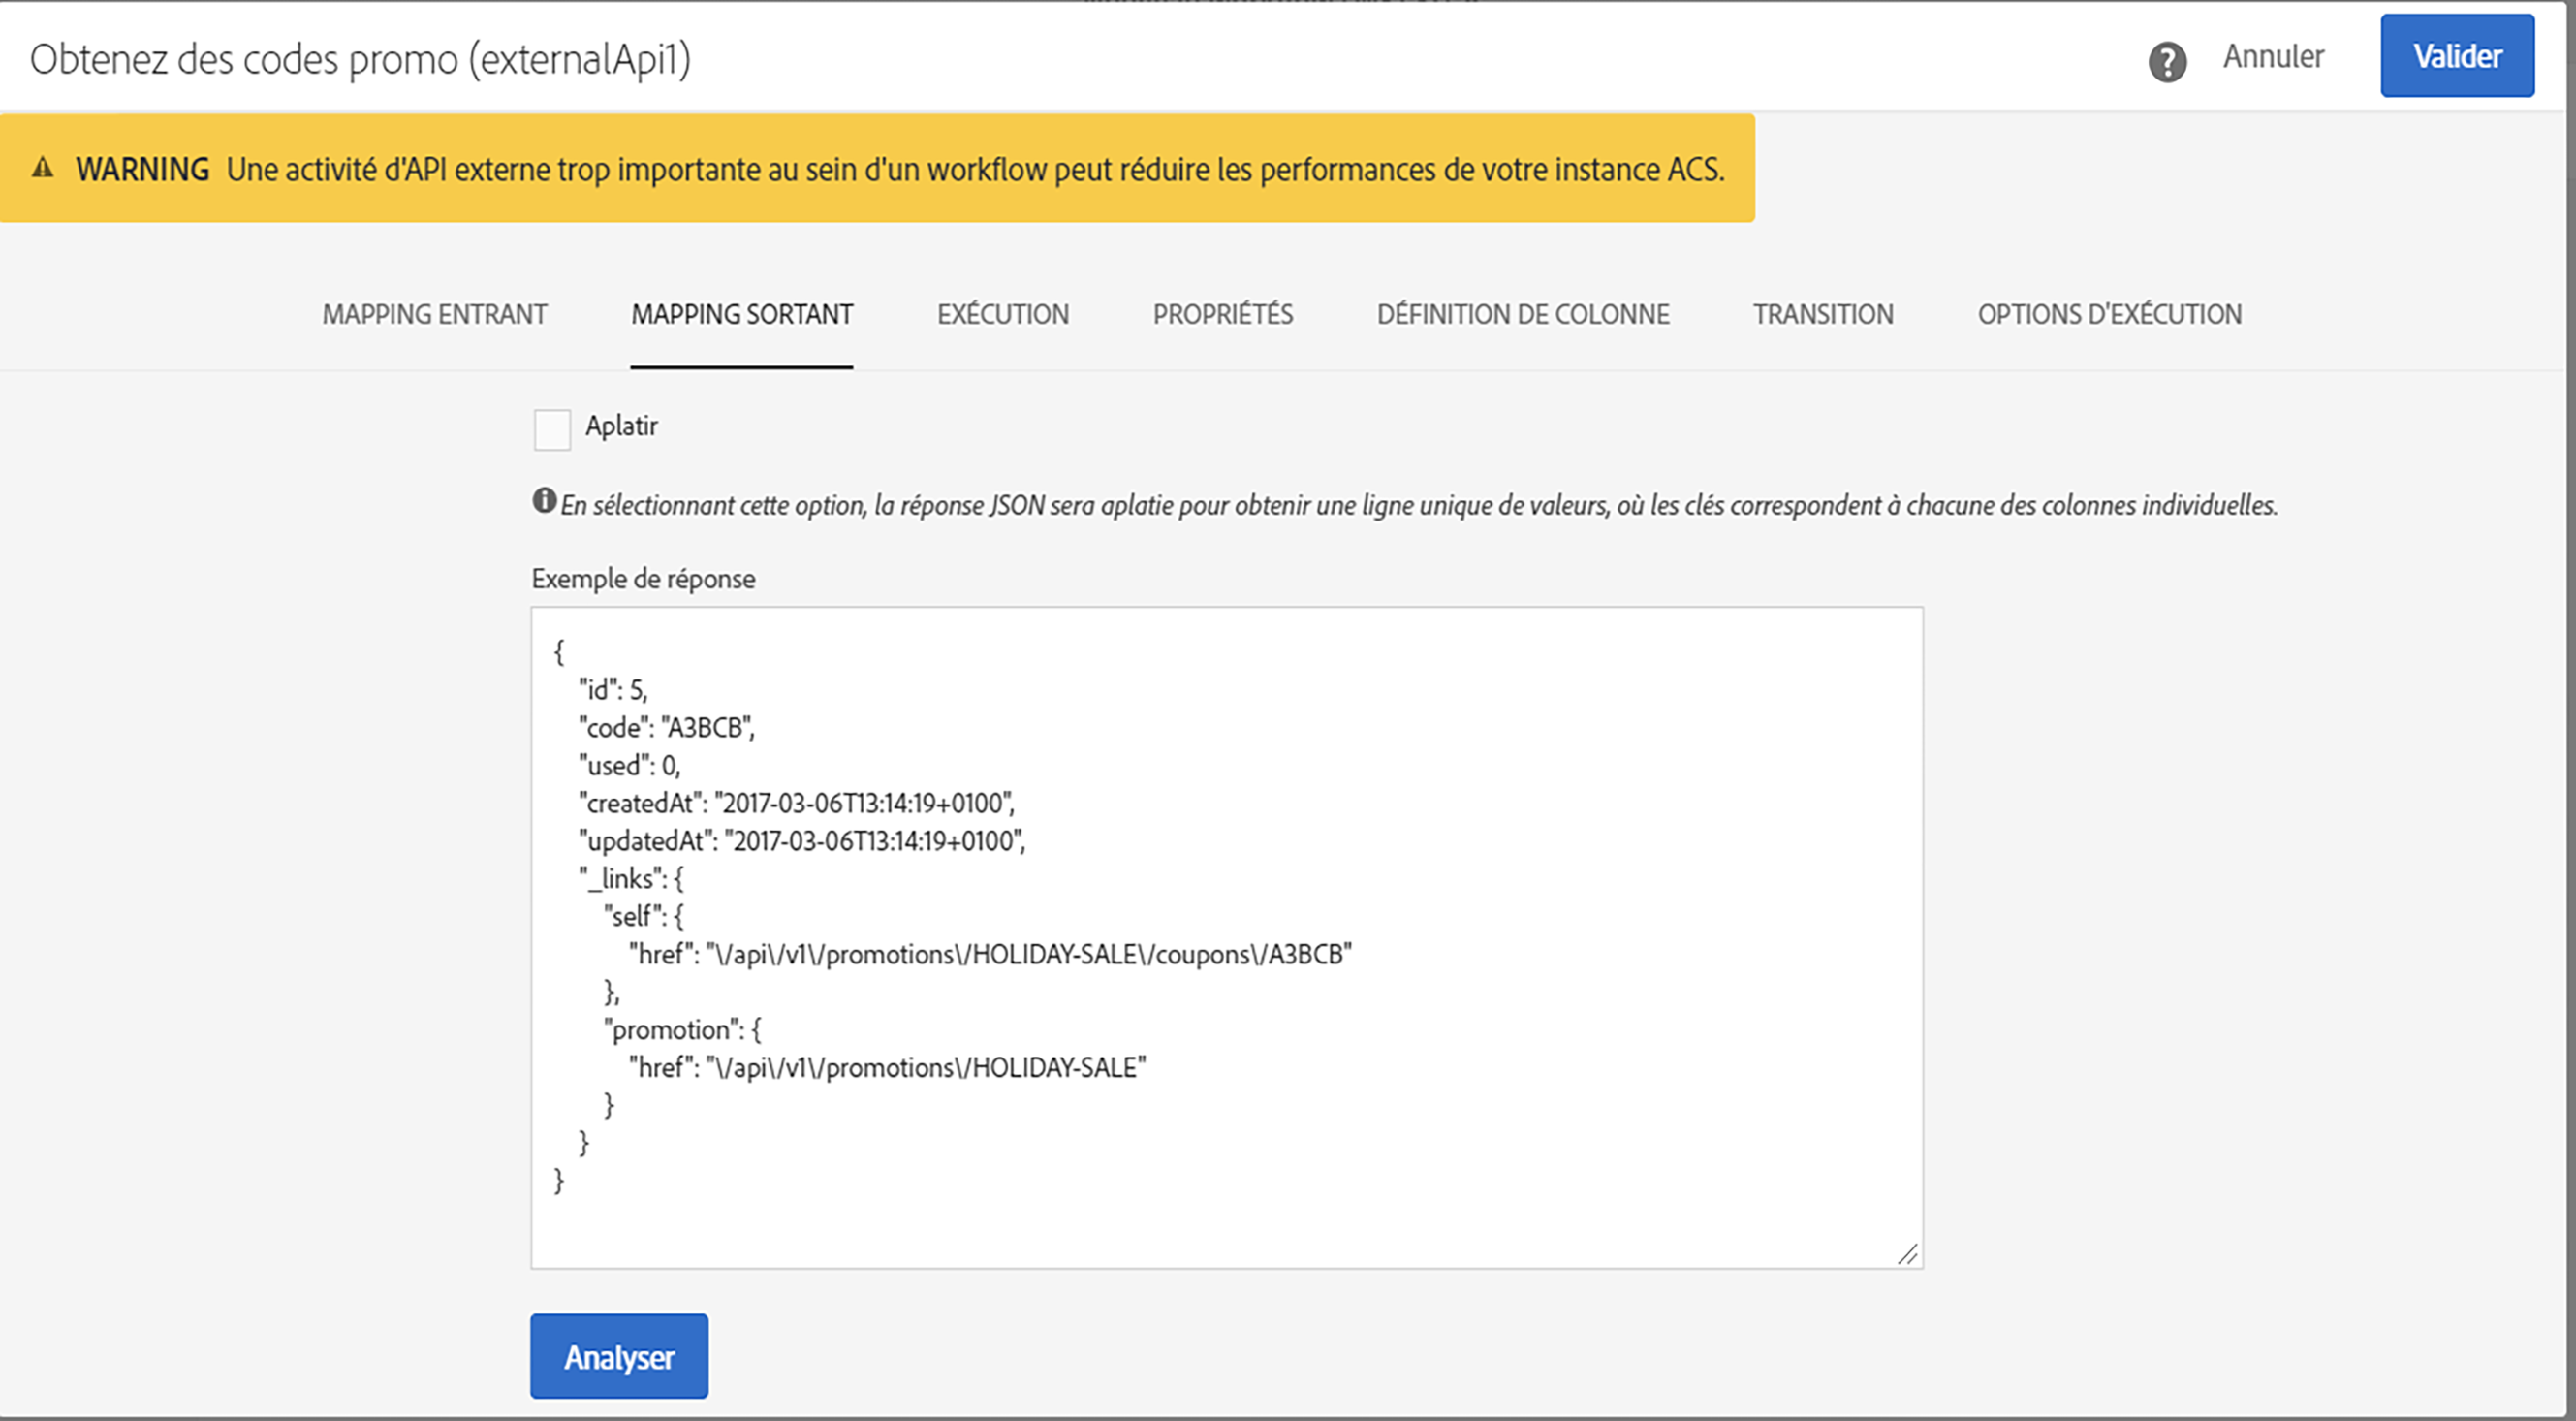 Obtenez des codes promo (externalApi1)
Annuler
Valider
WARNING Une activité d'API externe trop importante au sein d'un workflow peut réduire les performances de votre instance ACS.
MAPPING ENTRANT MAPPING SORTANT EXÉCUTION PROPRIÉTÉS DÉFINITION DE COLONNE TRANSITION OPTIONS D'EXÉCUTION
Aplatir
En sélectionnant cette option, la réponse JSON sera aplatie pour obtenir une ligne unique de valeurs, où les clés correspondent à chacune des colonnes individuelles.
Exemple de réponse
{
"id": 5,
"code": "A3BCB",
"used": 0,
"createdAt": "2017-03-06T13:14:19+0100",
"updatedAt": "2017-03-06T13:14:19+0100",
"_links": {
"self": {
"href": "\/api\/v1\/promotions\/HOLIDAY-SALE\/coupons\/A3BCB"
},
"promotion": {
"href": "\/api\/v1\/promotions\/HOLIDAY-SALE"
}
}
}
Analyser